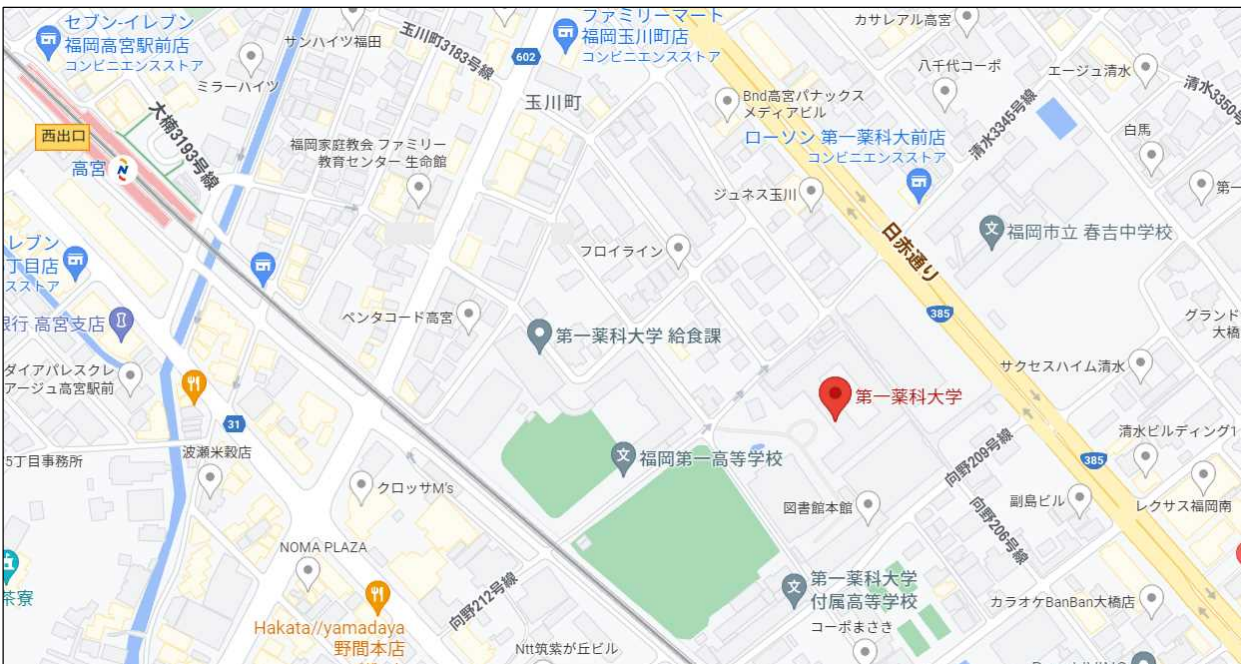 セブン-イレブン
福岡高宮駅前店
コンビニエンスストア
サンハイツ福田
玉川町3183号線
602
ファミリーマート
福岡玉川町店
コンビニエンスストア
カサレアル高宮
ミラーハイツ
玉川町
Bnd高宮パナックス
メディアビル
八千代コーポ
エージュ清水
清水3350号
西出口
大楠3193号線
福岡家庭教会 ファミリー
教育センター 生命館
ローソン 第一薬科大前店
コンビニエンスストア
清水3345号線
白馬
高宮
ジュネス玉川
第一
レブン
丁目店
スストア
フロイライン
日赤通り
福岡市立 春吉中学校
銀行 高宮支店
ペンタコード高宮
第一薬科大学 給食課
385
グランド
大橋
ダイアパレスクレ
アージュ高宮駅前
第一薬科大学
サクセスハイム清水
31
5丁目事務所
波瀬米穀店
クロッサM's
福岡第一高等学校
向野209号線
385
清水ビルディング1
図書館本館
向野206号線
副島ビル
レクサス福岡南
NOMA PLAZA
茶寮
向野212号線
第一薬科大学
付属高等学校
カラオケBanBan大橋店
Hakata//yamadaya
野間本店
Ntt筑紫が丘ビル
コーポまさき